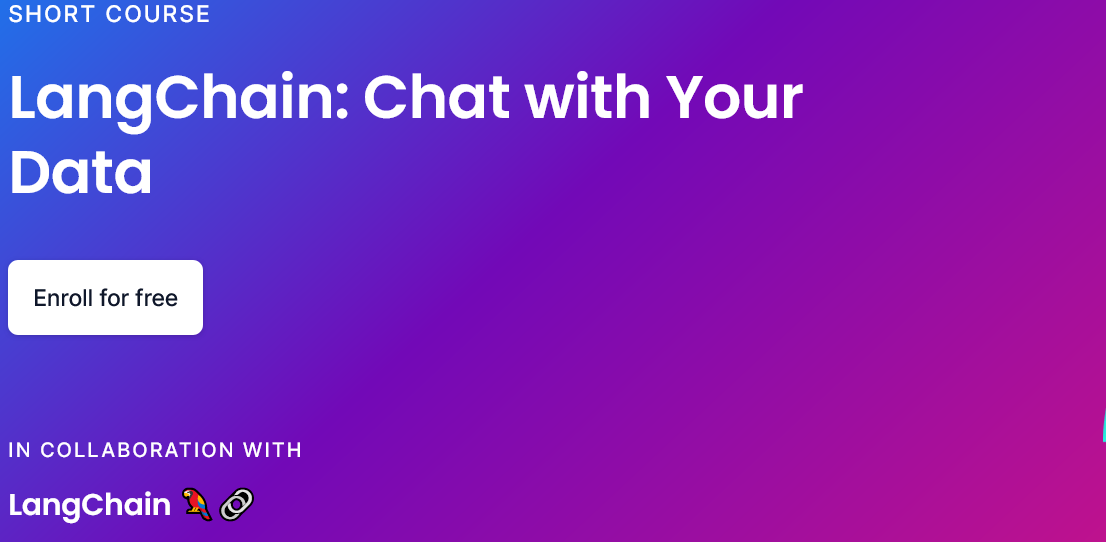 SHORT COURSE
LangChain: Chat with Your
Data
Enroll for free
IN COLLABORATION WITH
LangChain 🦜🔗